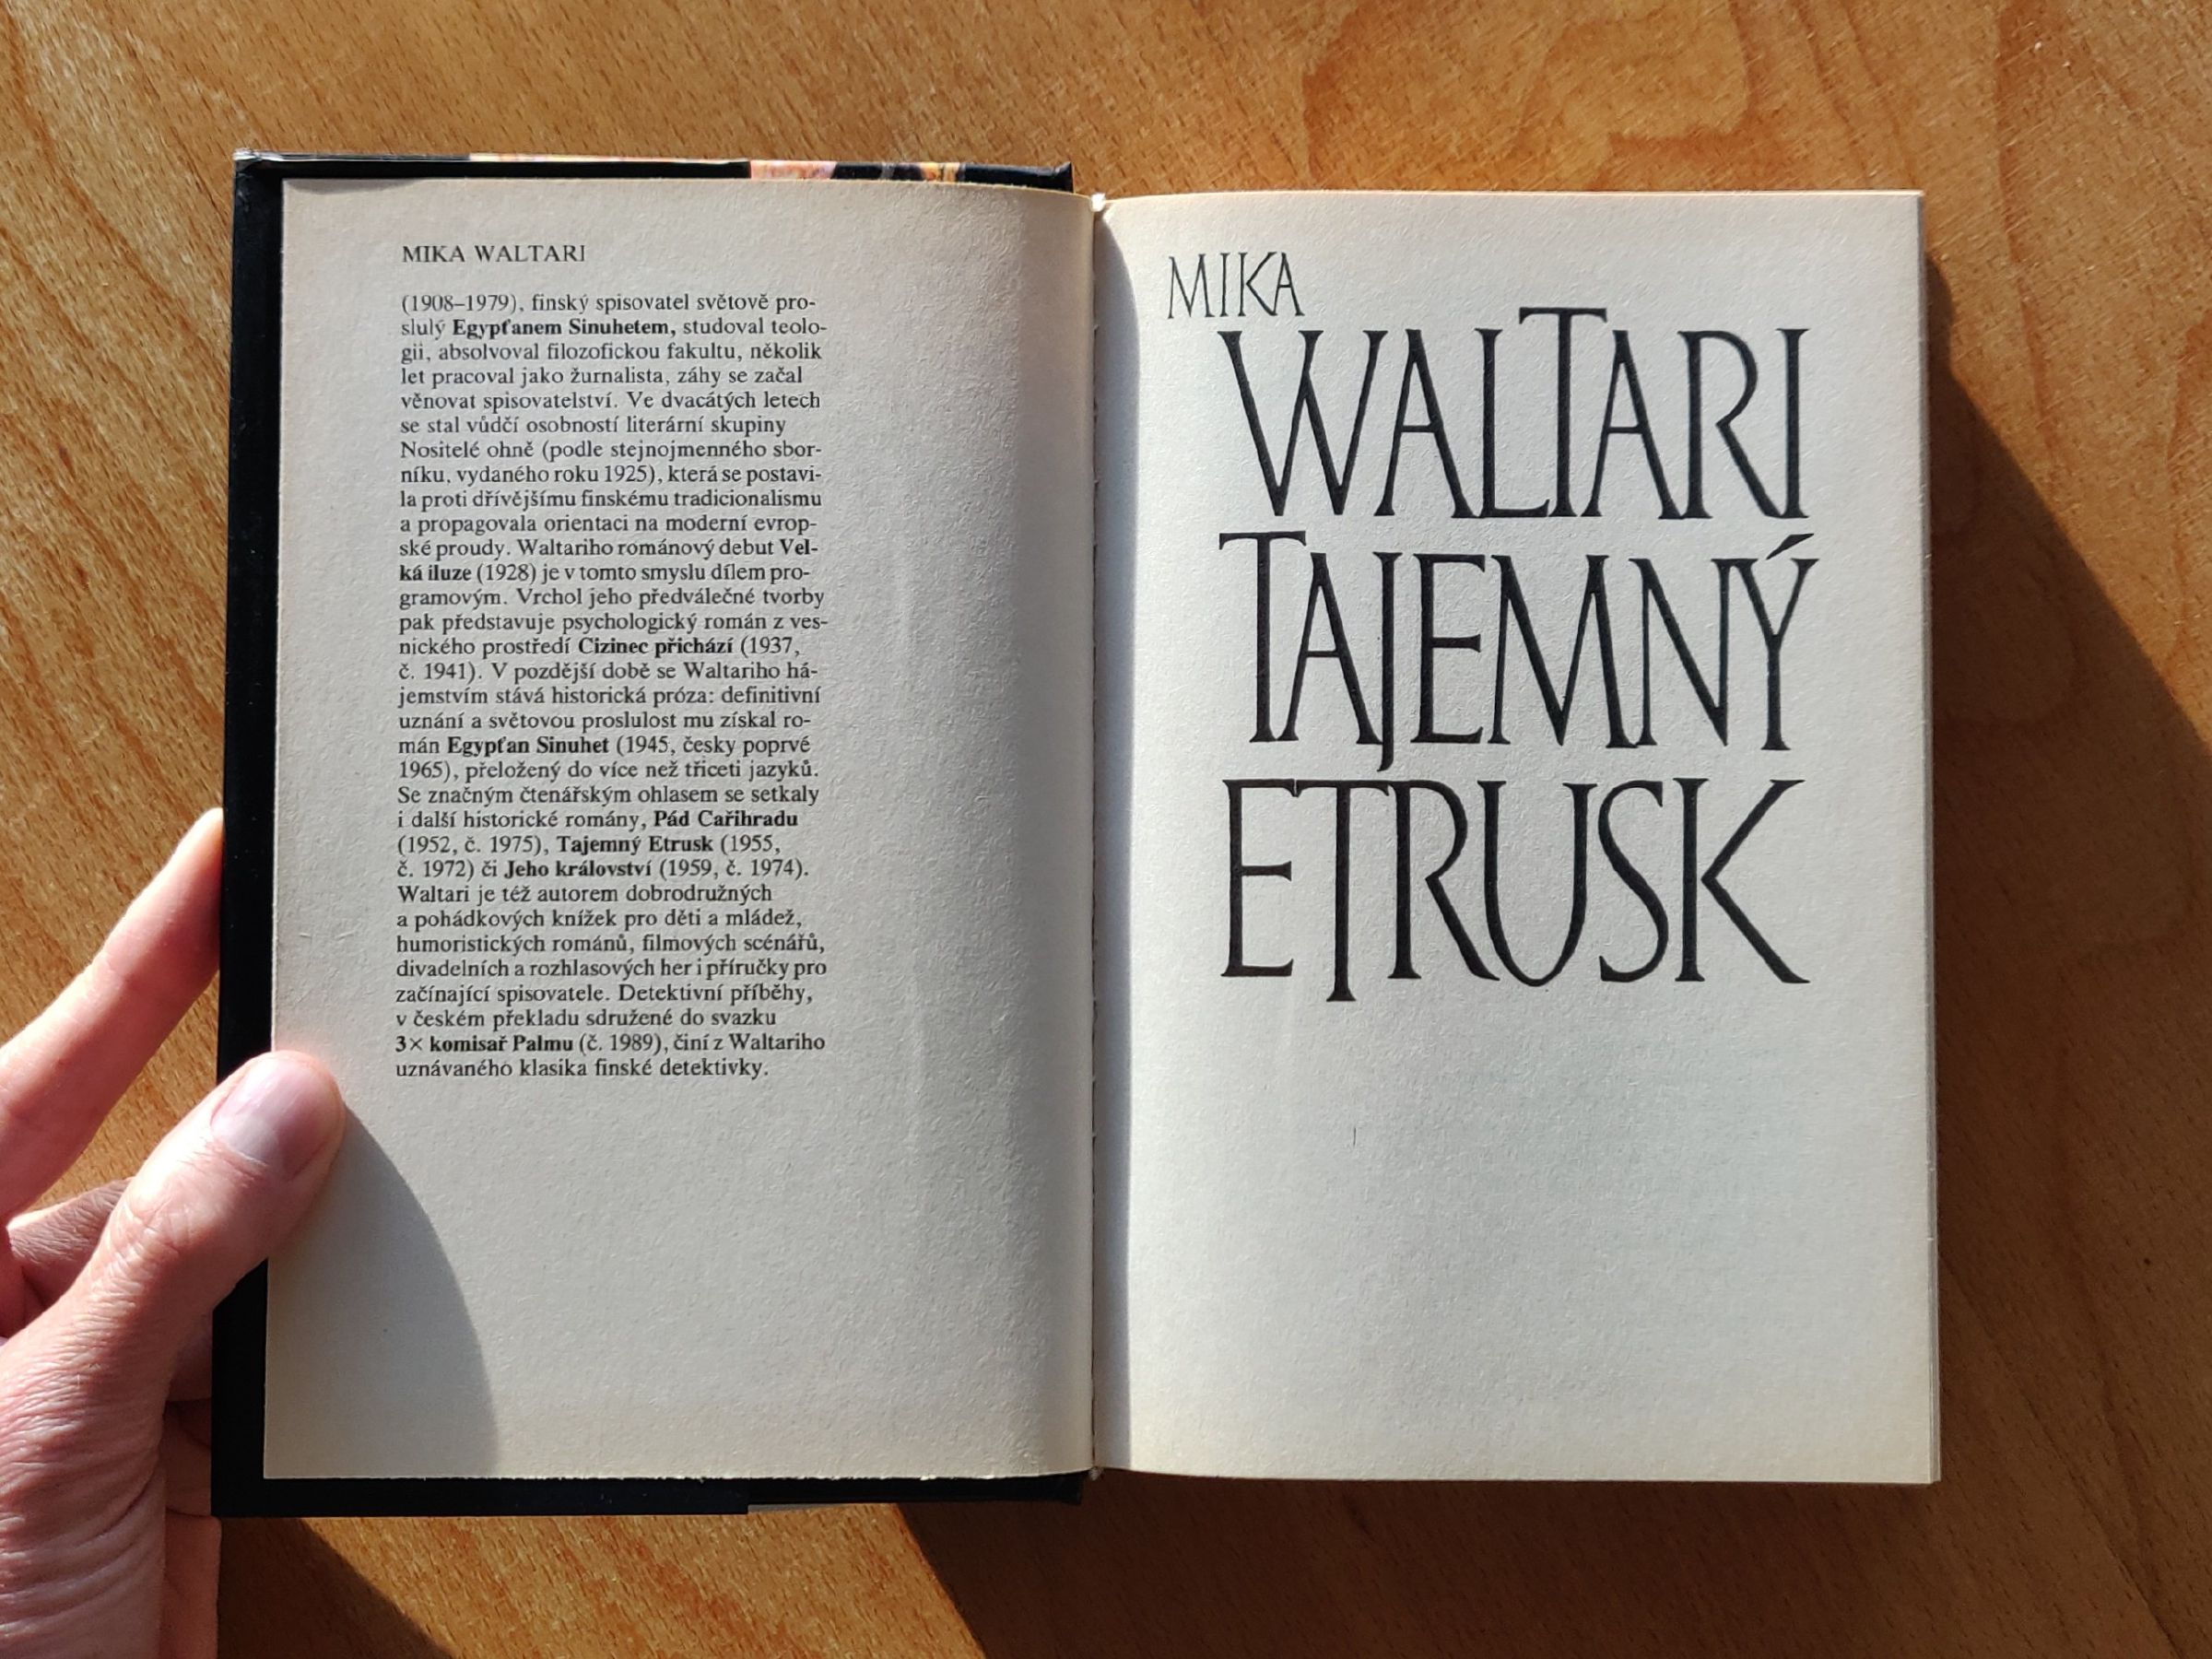 MIKA WALTARI
(1908–1979), finský spisovatel světově pro-
slulý Egypťanem Sinuhetem, studoval teolo-
gii, absolvoval filozofickou fakultu, několik
let pracoval jako žurnalista, záhy se začal
věnovat spisovatelství. Ve dvacátých letech
se stal vůdčí osobností literární skupiny
Nositelé ohně (podle stejnojmenného sbor-
níku, vydaného roku 1925), která se postavi-
la proti dřívějšímu finskému tradicionalismu
a propagovala orientaci na moderní evrop-
ské proudy. Waltariho románový debut Vel-
ká iluze (1928) je v tomto smyslu dílem pro-
gramovým. Vrchol jeho předválečné tvorby
pak představuje psychologický román z ves-
nického prostředí Cizinec přichází (1937,
č. 1941). V pozdější době se Waltariho há-
jemstvím stává historická próza: definitivní
uznání a světovou proslulost mu získal ro-
mán Egypťan Sinuhet (1945, česky poprvé
1965), přeložený do více než třiceti jazyků.
Se značným čtenářským ohlasem se setkaly
i další historické romány, Pád Cařihradu
(1952, č. 1975), Tajemný Etrusk (1955,
č. 1972) či Jeho království (1959, č. 1974).
Waltari je též autorem dobrodružných
a pohádkových knížek pro děti a mládež,
humoristických románů, filmových scénářů,
divadelních a rozhlasových her i příručky pro
začínající spisovatele. Detektivní příběhy,
v českém překladu sdružené do svazku
3× komisař Palmu (č. 1989), činí z Waltariho
uznávaného klasika finské detektivky.
MIKA
WALTARI
TAJEMNÝ
ETRUSK